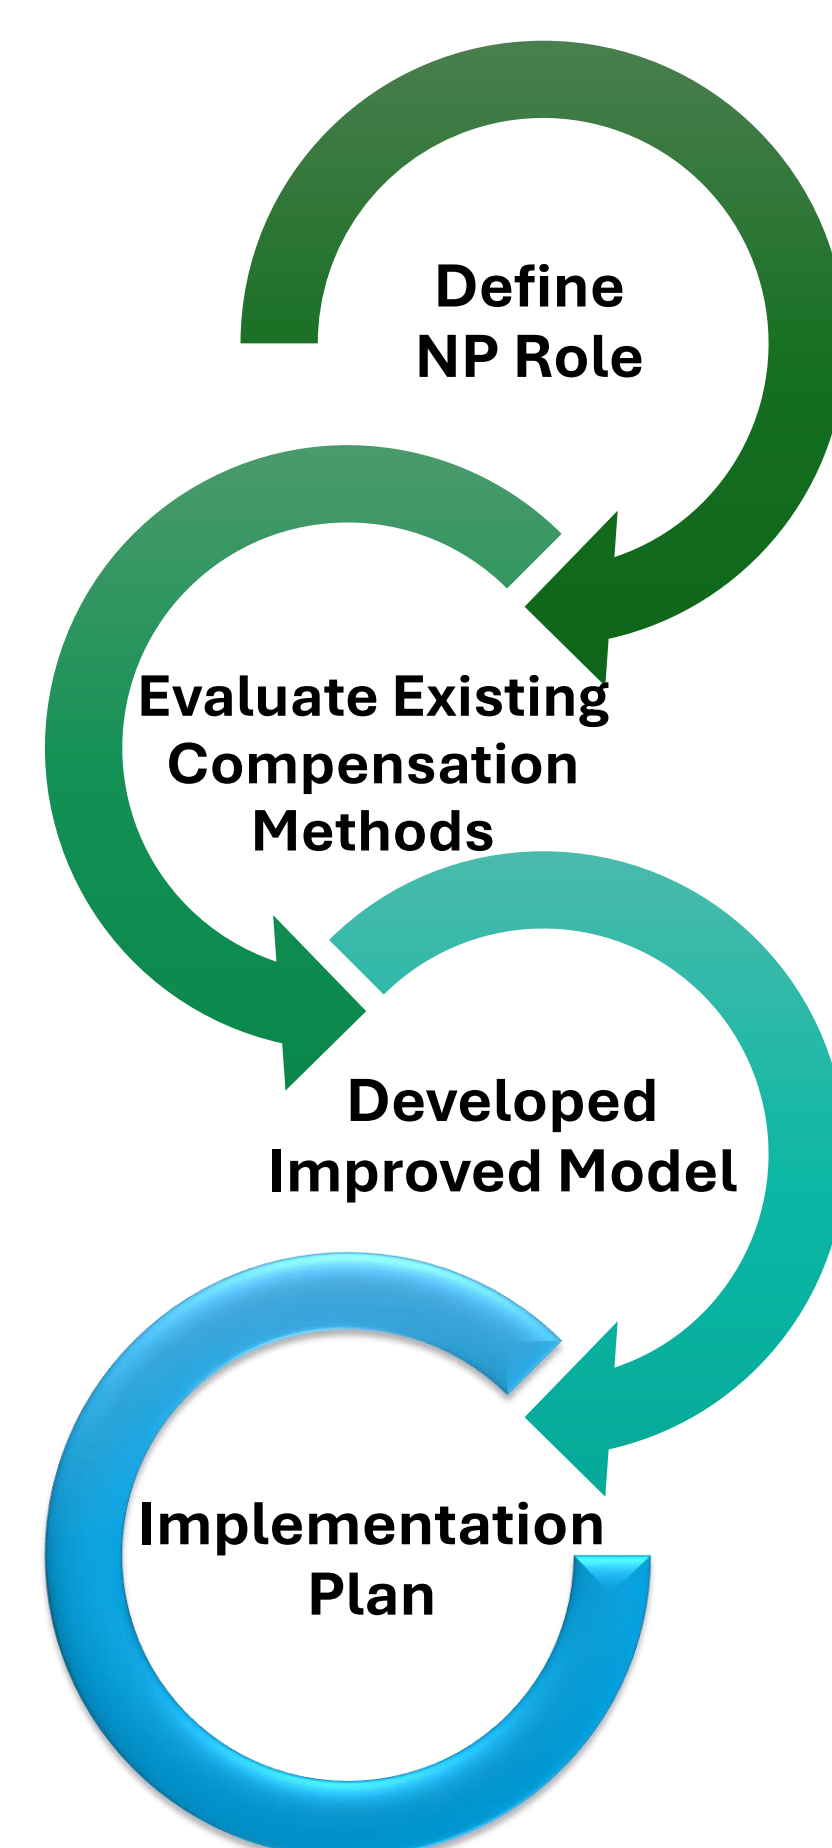 Define
NP Role
Evaluate Existing
Compensation
Methods
Developed
Improved Model
Implementation
Plan